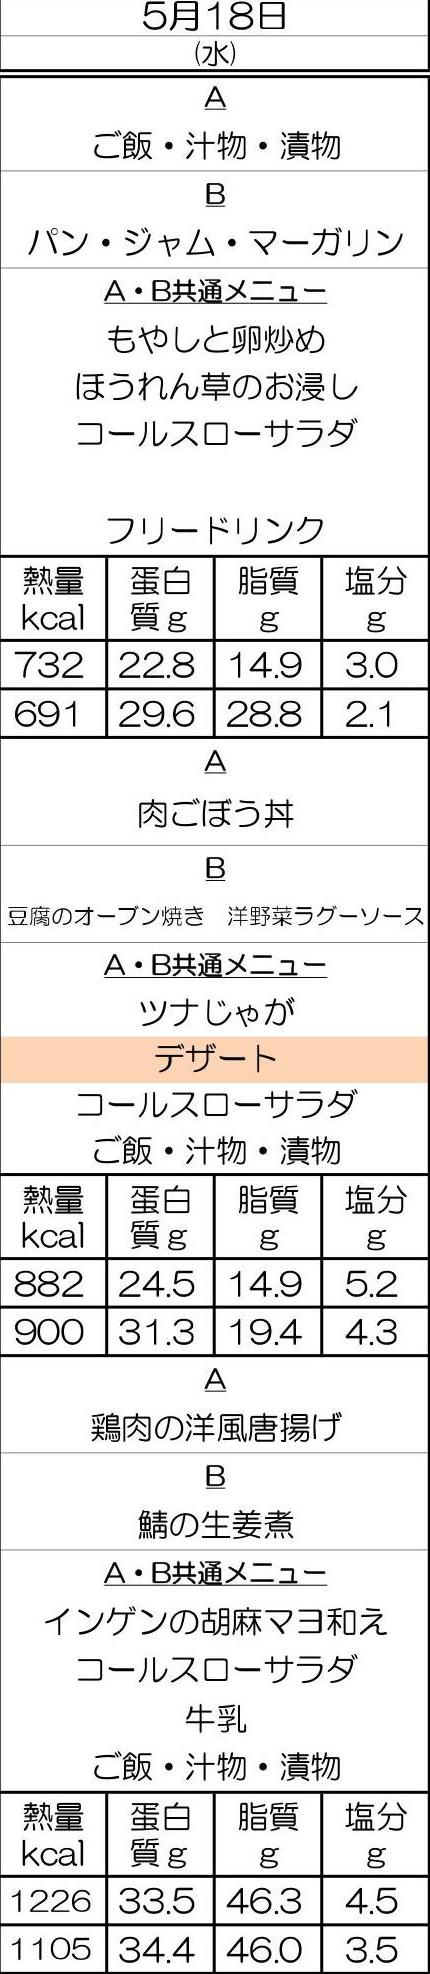 5月18日
(水)
A
ご飯・汁物・漬物
B
パン・ジャム・マーガリン
A・B共通メニュー
もやしと卵炒め
ほうれん草のお浸し
コールスローサラダ
フリードリンク
熱量 蛋白 脂質 塩分
kcal 質g g g
732 22.8 14.9 3.0
691 29.6 28.8 2.1
A
肉ごぼう丼
B
豆腐のオーブン焼き　洋野菜ラグーソース
A・B共通メニュー
ツナじゃが
デザート
コールスローサラダ
ご飯・汁物・漬物
熱量 蛋白 脂質 塩分
kcal 質g g g
882 24.5 14.9 5.2
900 31.3 19.4 4.3
A
鶏肉の洋風唐揚げ
B
鯖の生姜煮
A・B共通メニュー
インゲンの胡麻マヨ和え
コールスローサラダ
牛乳
ご飯・汁物・漬物
熱量 蛋白 脂質 塩分
kcal 質g g g
1226 33.5 46.3 4.5
1105 34.4 46.0 3.5